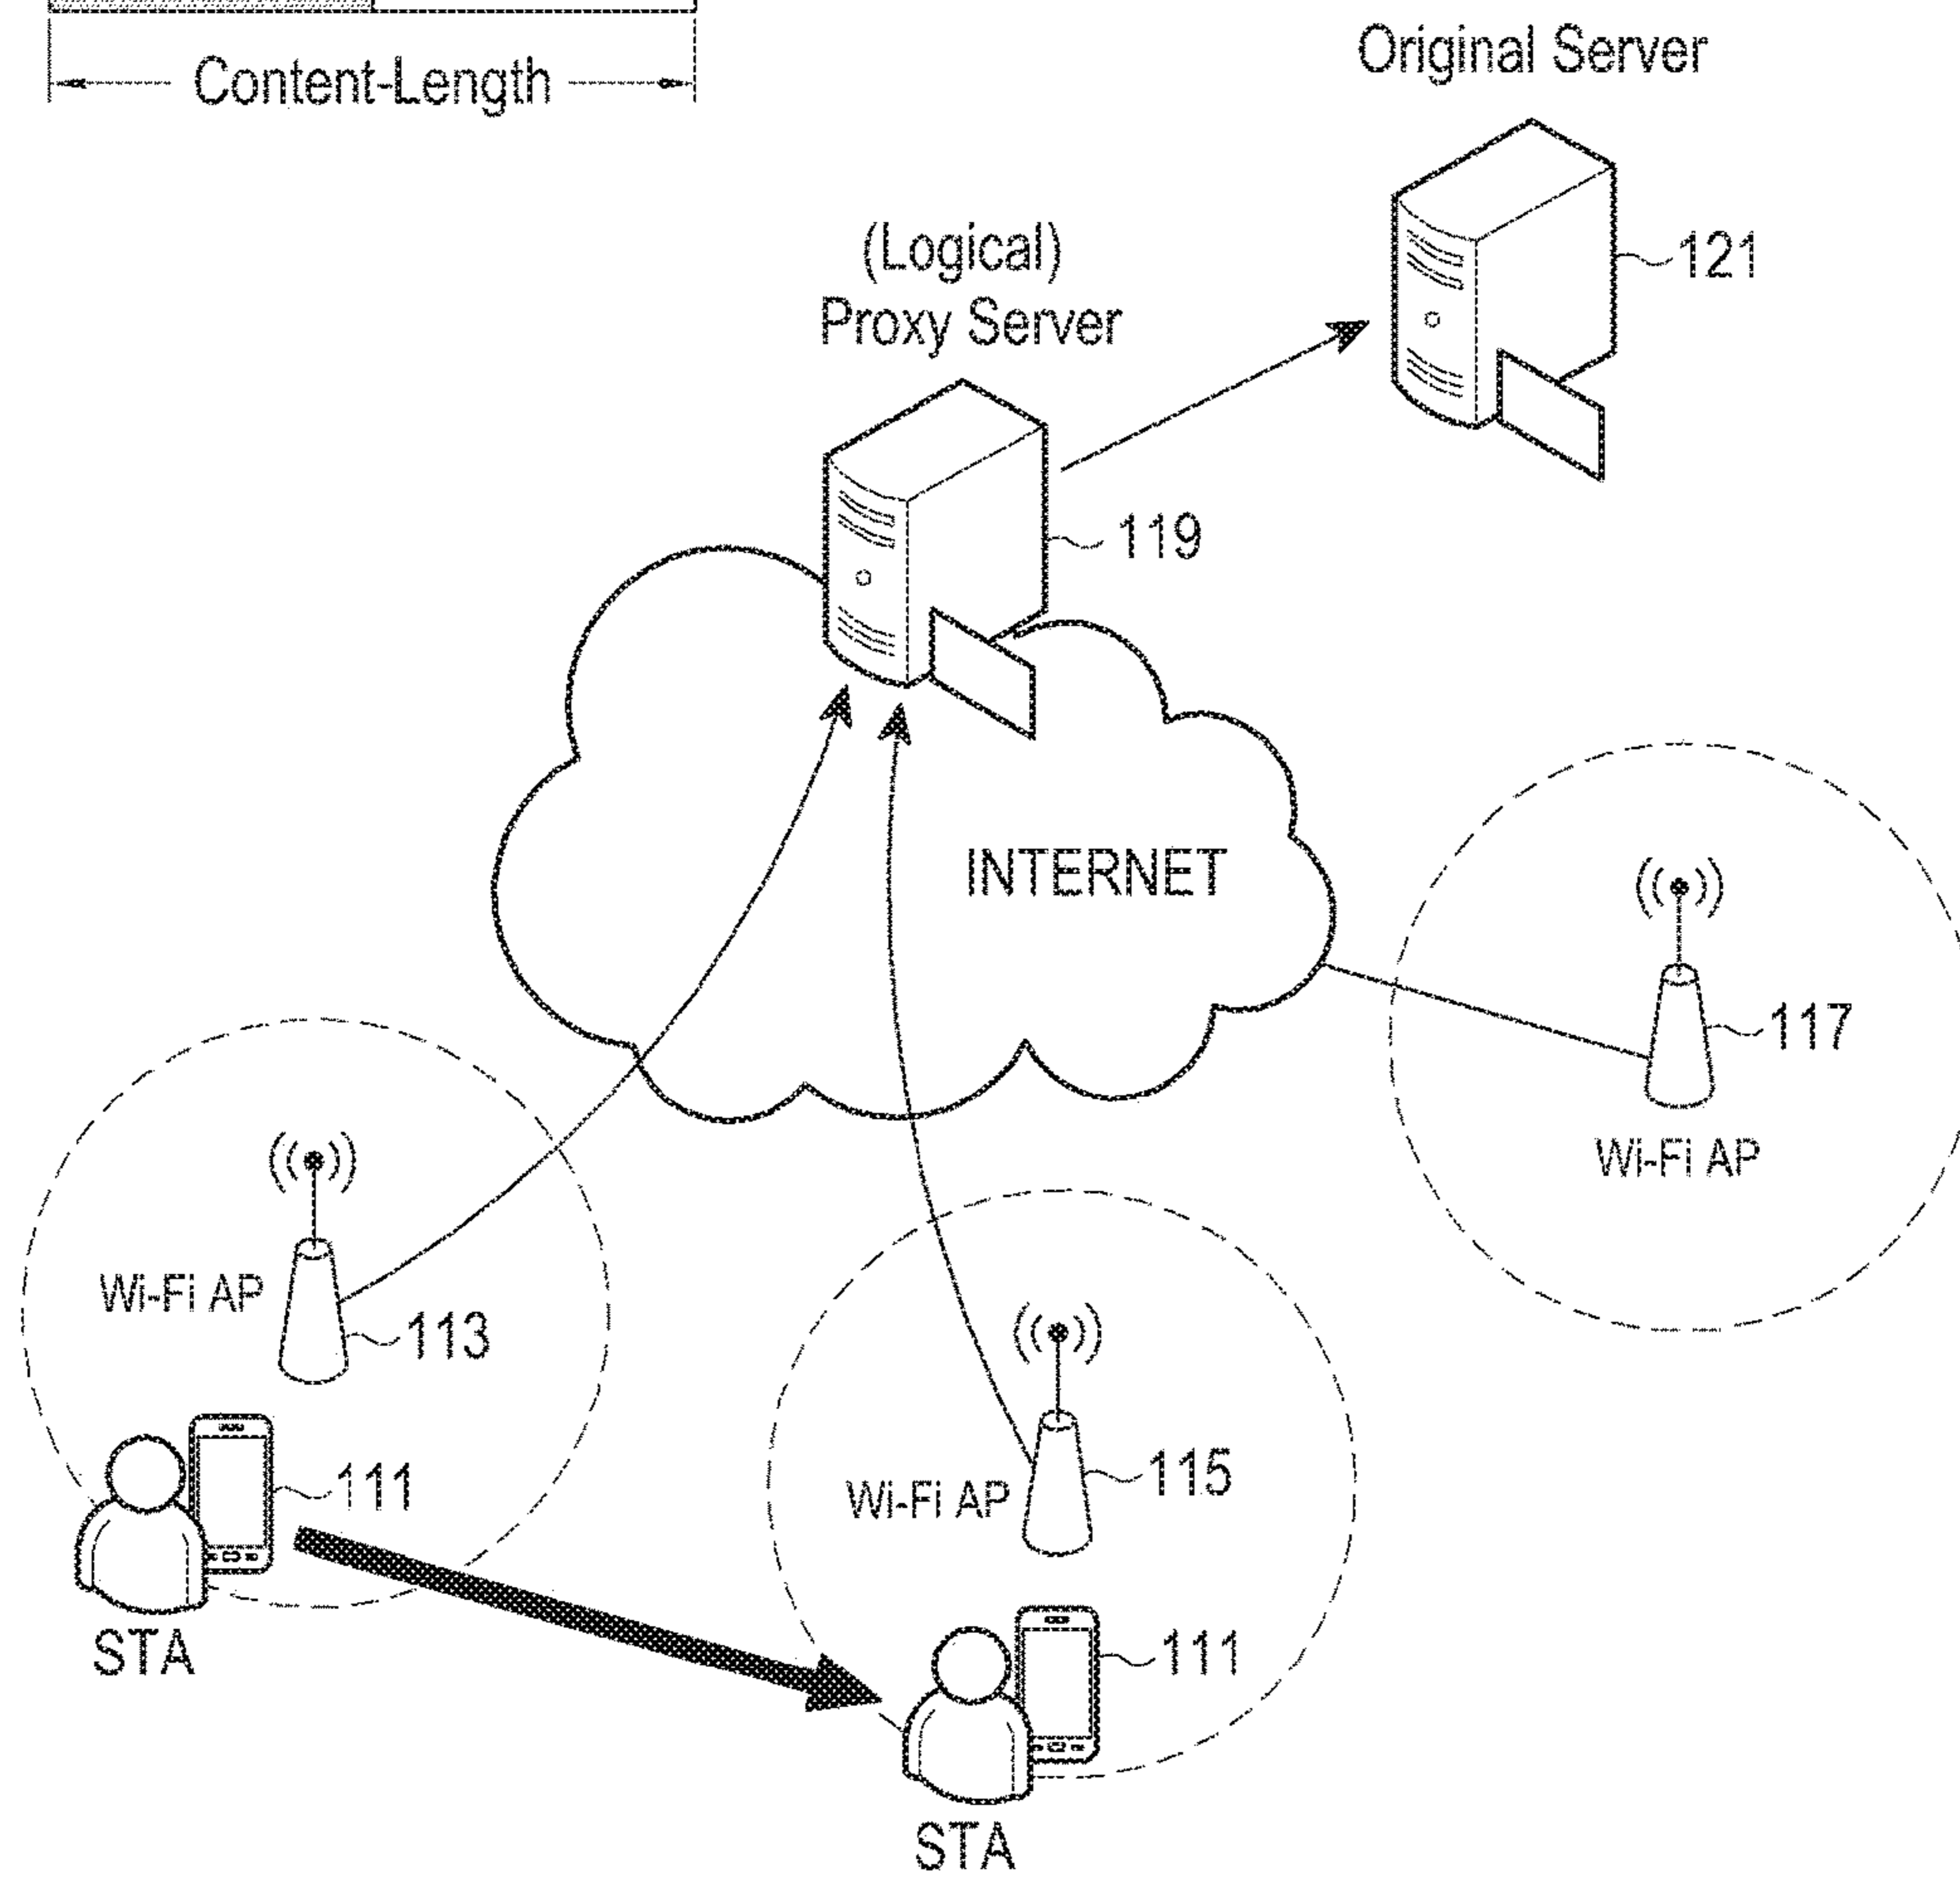 Content-Length
Original Server
121
(Logical)
Proxy Server
119
INTERNET
117
Wi-Fi AP
Wi-Fi AP
113
115
Wi-Fi AP
111
STA
111
STA